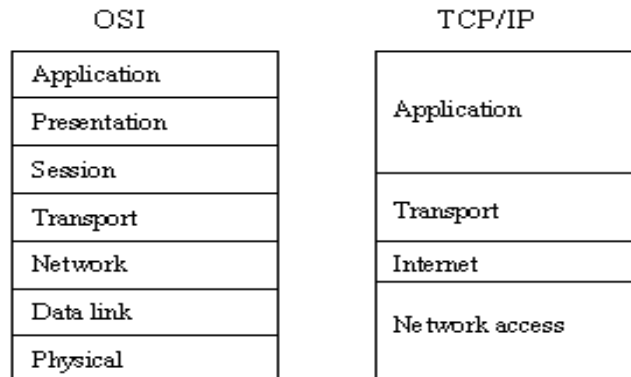 OSI
Application
Presentation
Session
Transport
Network
Data link
Physical
TCP/IP
Application
Transport
Internet
Network access